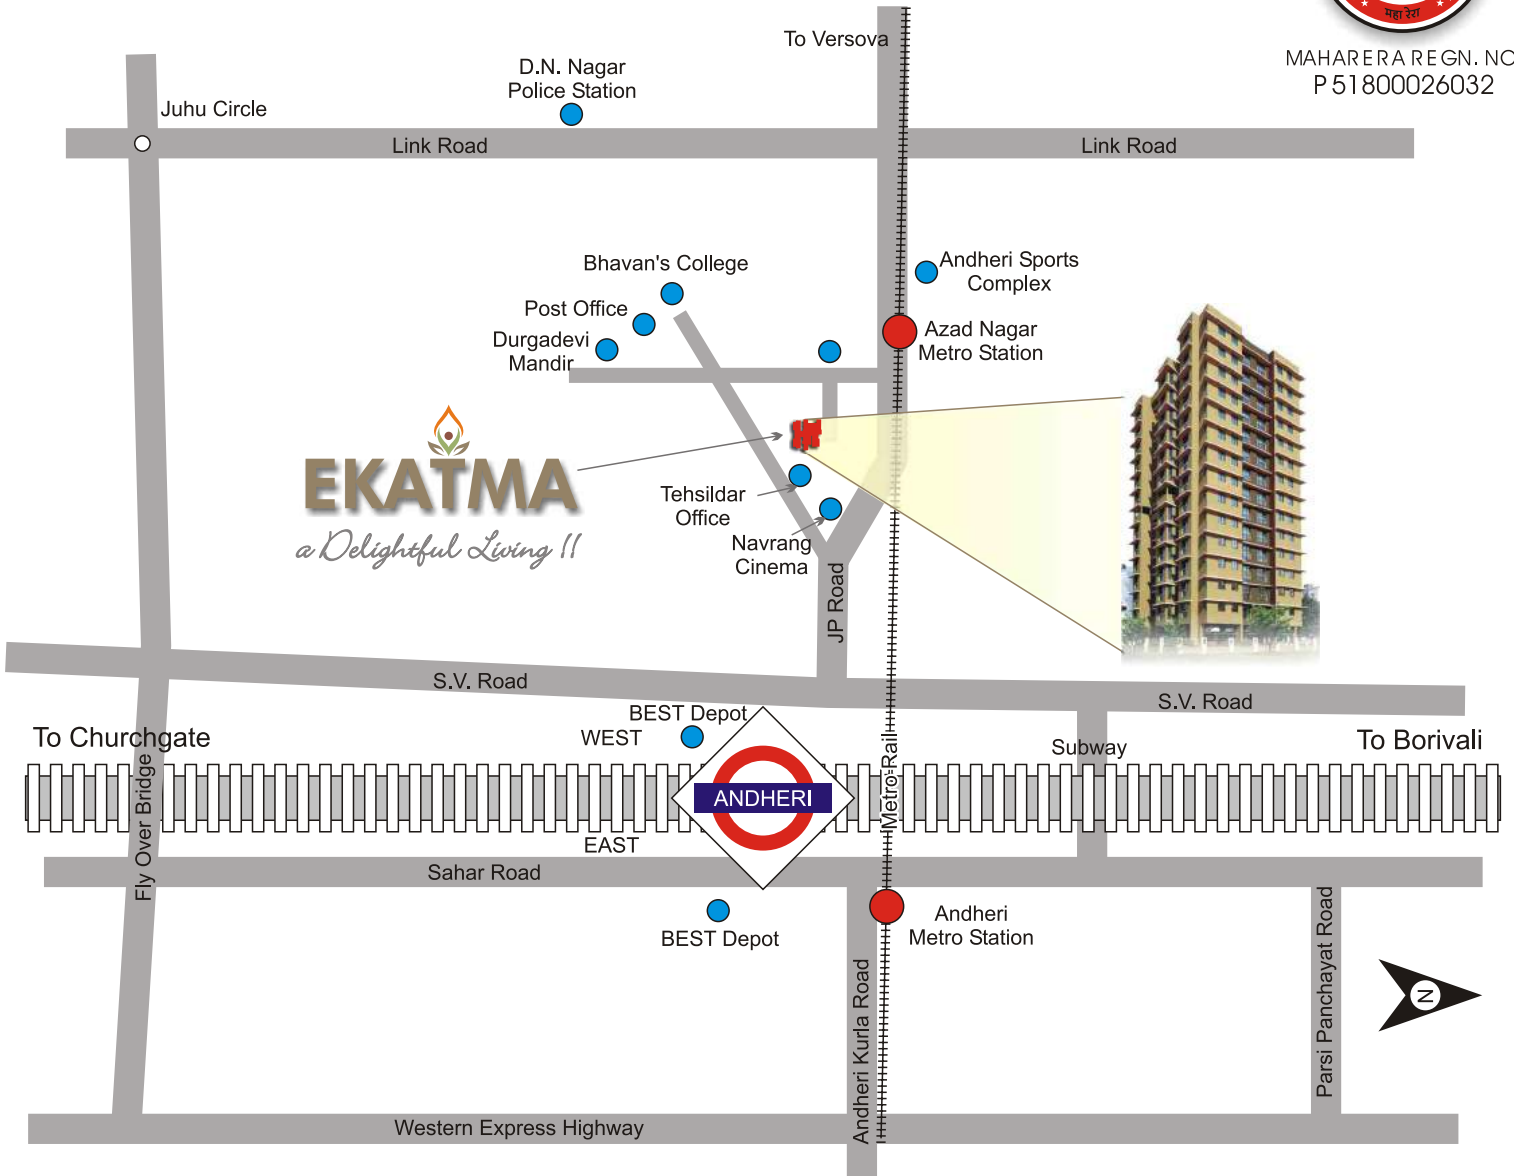 महा रेरा
MAHARERA REGN. NO
P51800026032
To Versova
D.N. Nagar
Police Station
Juhu Circle
Link Road
Link Road
Bhavan's College
Andheri Sports
Complex
Post Office
Durgadevi
Mandir
Azad Nagar
Metro Station
EKATMA
a Delightful Living !!
Tehsildar
Office
Navrang
Cinema
JP Road
S.V. Road
S.V. Road
BEST Depot
WEST
To Churchgate
Subway
To Borivali
Metro Rail
Fly Over Bridge
ANDHERI
EAST
Sahar Road
BEST Depot
Andheri
Metro Station
Andheri Kurla Road
Parsi Panchayat Road
N
Western Express Highway